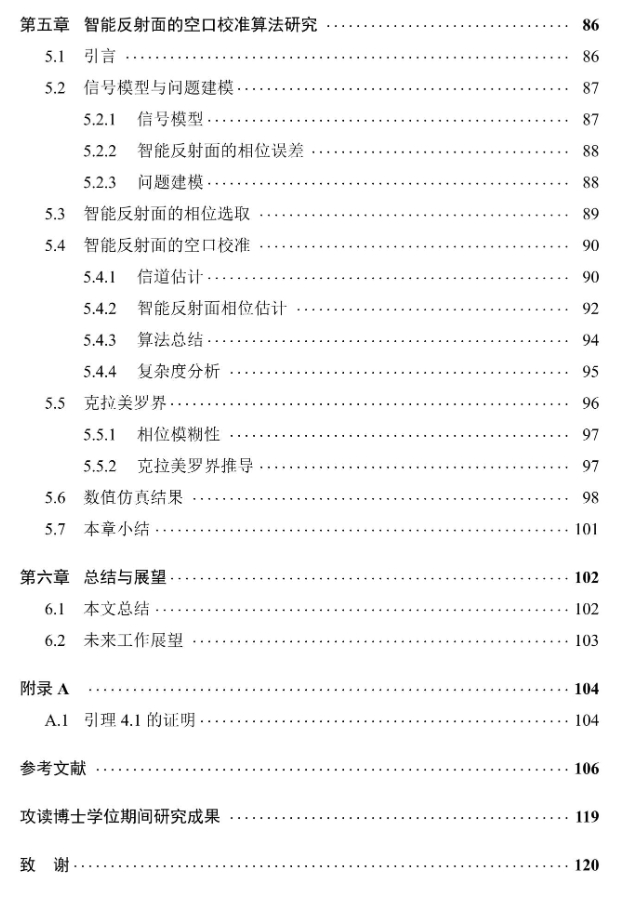 第五章 智能反射面的空口校准算法研究 ································ 86
5.1 引言 ································ 86
5.2 信号模型与问题建模 ································ 87
5.2.1 信号模型 ································ 87
5.2.2 智能反射面的相位误差 ································ 88
5.2.3 问题建模 ································ 88
5.3 智能反射面的相位选取 ································ 89
5.4 智能反射面的空口校准 ································ 90
5.4.1 信道估计 ································ 90
5.4.2 智能反射面相位估计 ································ 92
5.4.3 算法总结 ································ 94
5.4.4 复杂度分析 ································ 95
5.5 克拉美罗界 ································ 96
5.5.1 相位模糊性 ································ 97
5.5.2 克拉美罗界推导 ································ 97
5.6 数值仿真结果 ································ 98
5.7 本章小结 ································ 101
第六章 总结与展望 ································ 102
6.1 本文总结 ································ 102
6.2 未来工作展望 ································ 103
附录 A ································ 104
A.1 引理 4.1 的证明 ································ 104
参考文献 ································ 106
攻读博士学位期间研究成果 ································ 119
致 谢 ································ 120